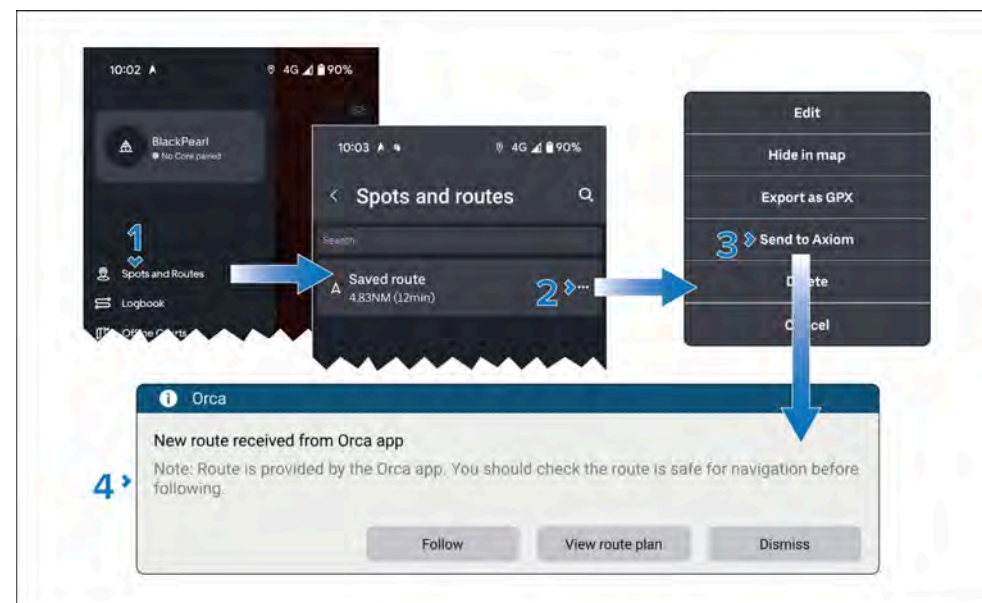 10:02
4G 90%
BlackPearl
No Core paired
1
Spots and Routes
Logbook
10:03
4G 90%
Spots and routes
Search
Saved route
4.83NM (12min)
2
Edit
Hide in map
Export as GPX
3 Send to Axiom
Orca
New route received from Orca app
4
Note: Route is provided by the Orca app. You should check the route is safe for navigation before
following.
Follow
View route plan
Dismiss